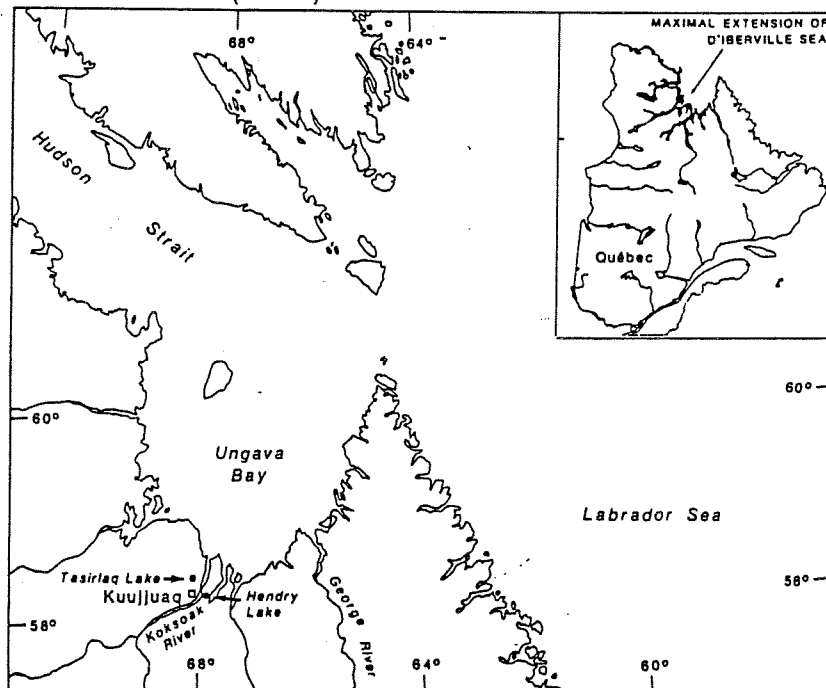 68°
64°
MAXIMAL EXTENSION OF
D'IBERVILLE SEA
Hudson
Strait
Québec
60°
60°
Ungava
Bay
Labrador Sea
Tasirlaq Lake
58°
Kuujjuaq
Hendry
Lake
George
River
Koksoak
River
58°
68°
64°
60°